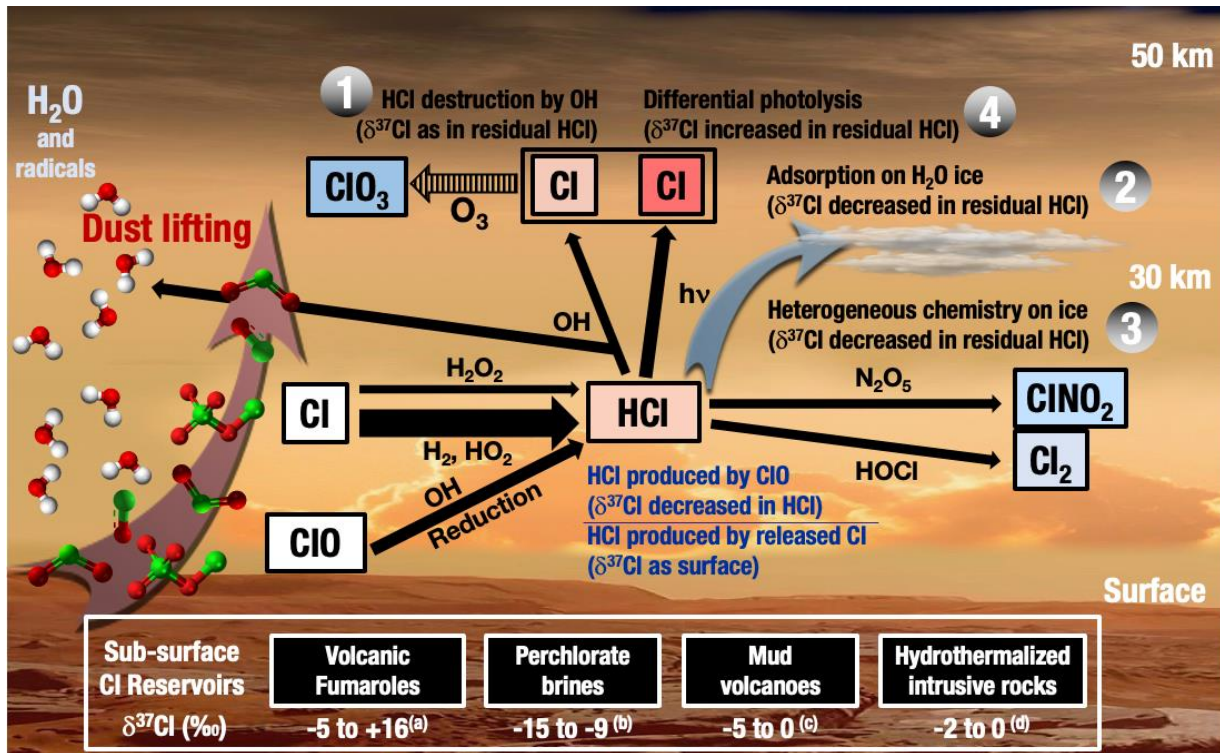 50 km
H₂O
and
radicals
1
HCl destruction by OH
(δ³⁷Cl as in residual HCl)
Differential photolysis
(δ³⁷Cl increased in residual HCl)
4
ClO₃
O₃
Cl
Cl
Adsorption on H₂O ice
(δ³⁷Cl decreased in residual HCl)
2
Dust lifting
30 km
hν
OH
Heterogeneous chemistry on ice
(δ³⁷Cl decreased in residual HCl)
3
H₂O₂
N₂O₅
Cl
HCl
ClNO₂
H₂, HO₂
HOCl
Cl₂
OH
Reduction
ClO
HCl produced by ClO
(δ³⁷Cl decreased in HCl)
HCl produced by released Cl
(δ³⁷Cl as surface)
Surface
Sub-surface
Cl Reservoirs
Volcanic
Fumaroles
Perchlorate
brines
Mud
volcanoes
Hydrothermalized
intrusive rocks
δ³⁷Cl (‰)
-5 to +16(a)
-15 to -9 (b)
-5 to 0 (c)
-2 to 0 (d)